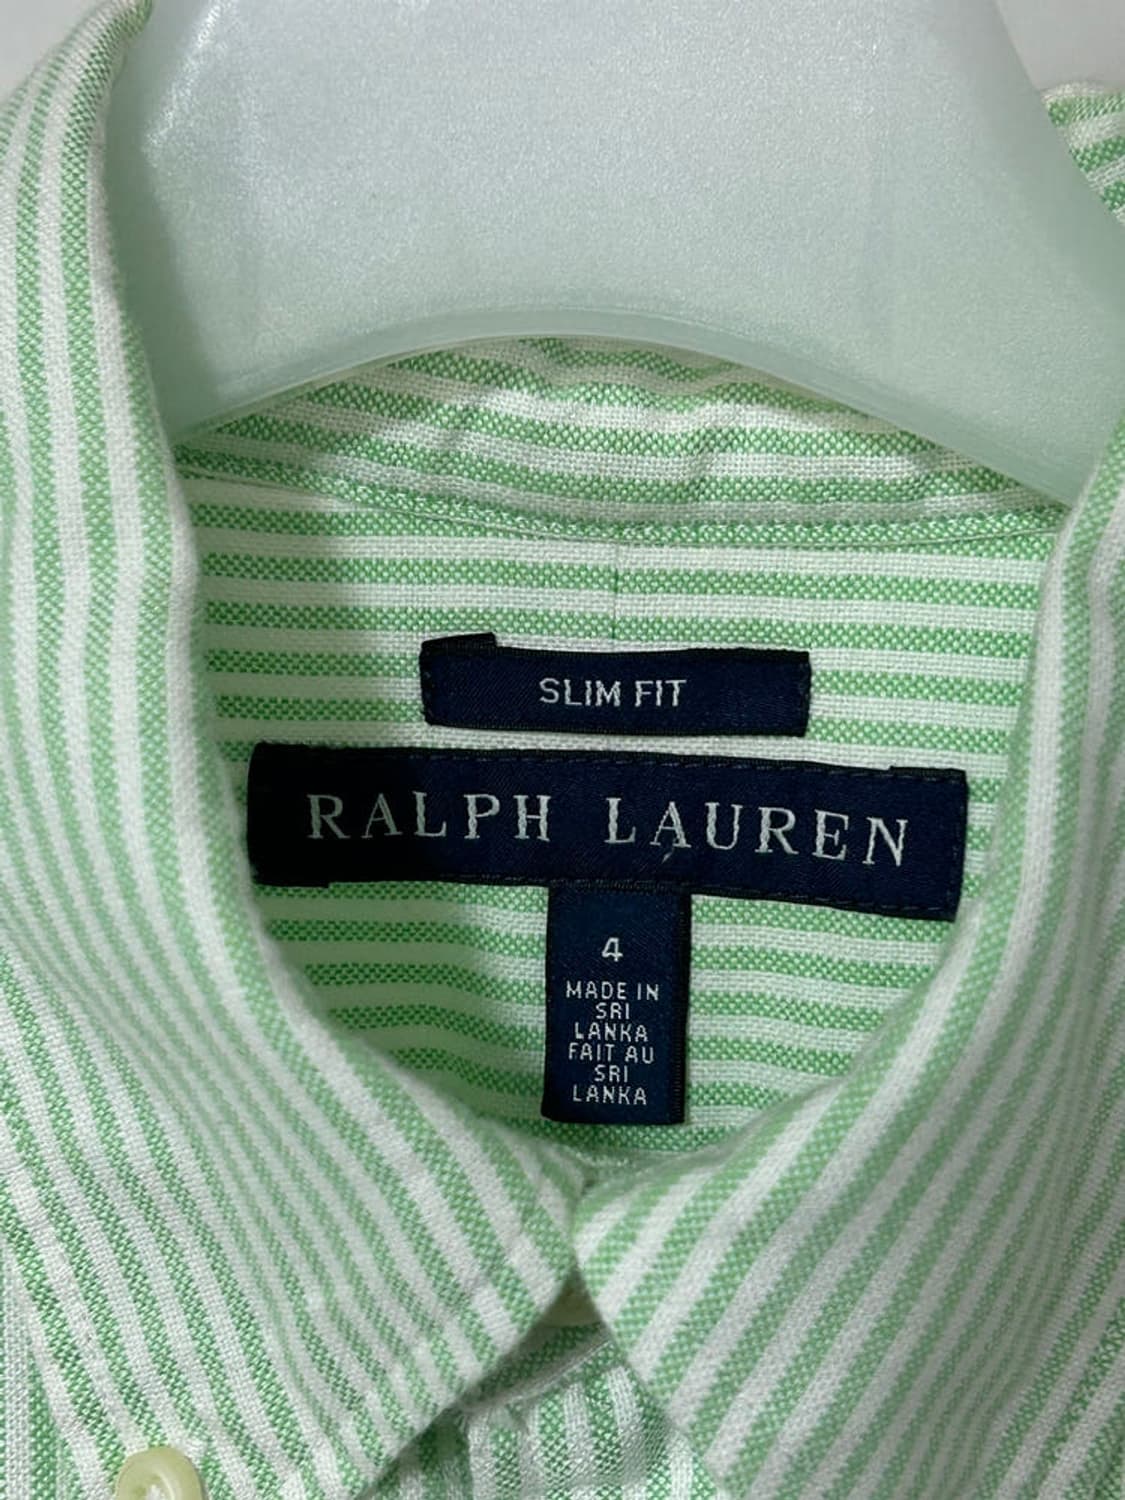 SLIM FIT
RALPH LAUREN
4
MADE IN
SRI
LANKA
FAIT AU
SRI
LANKA